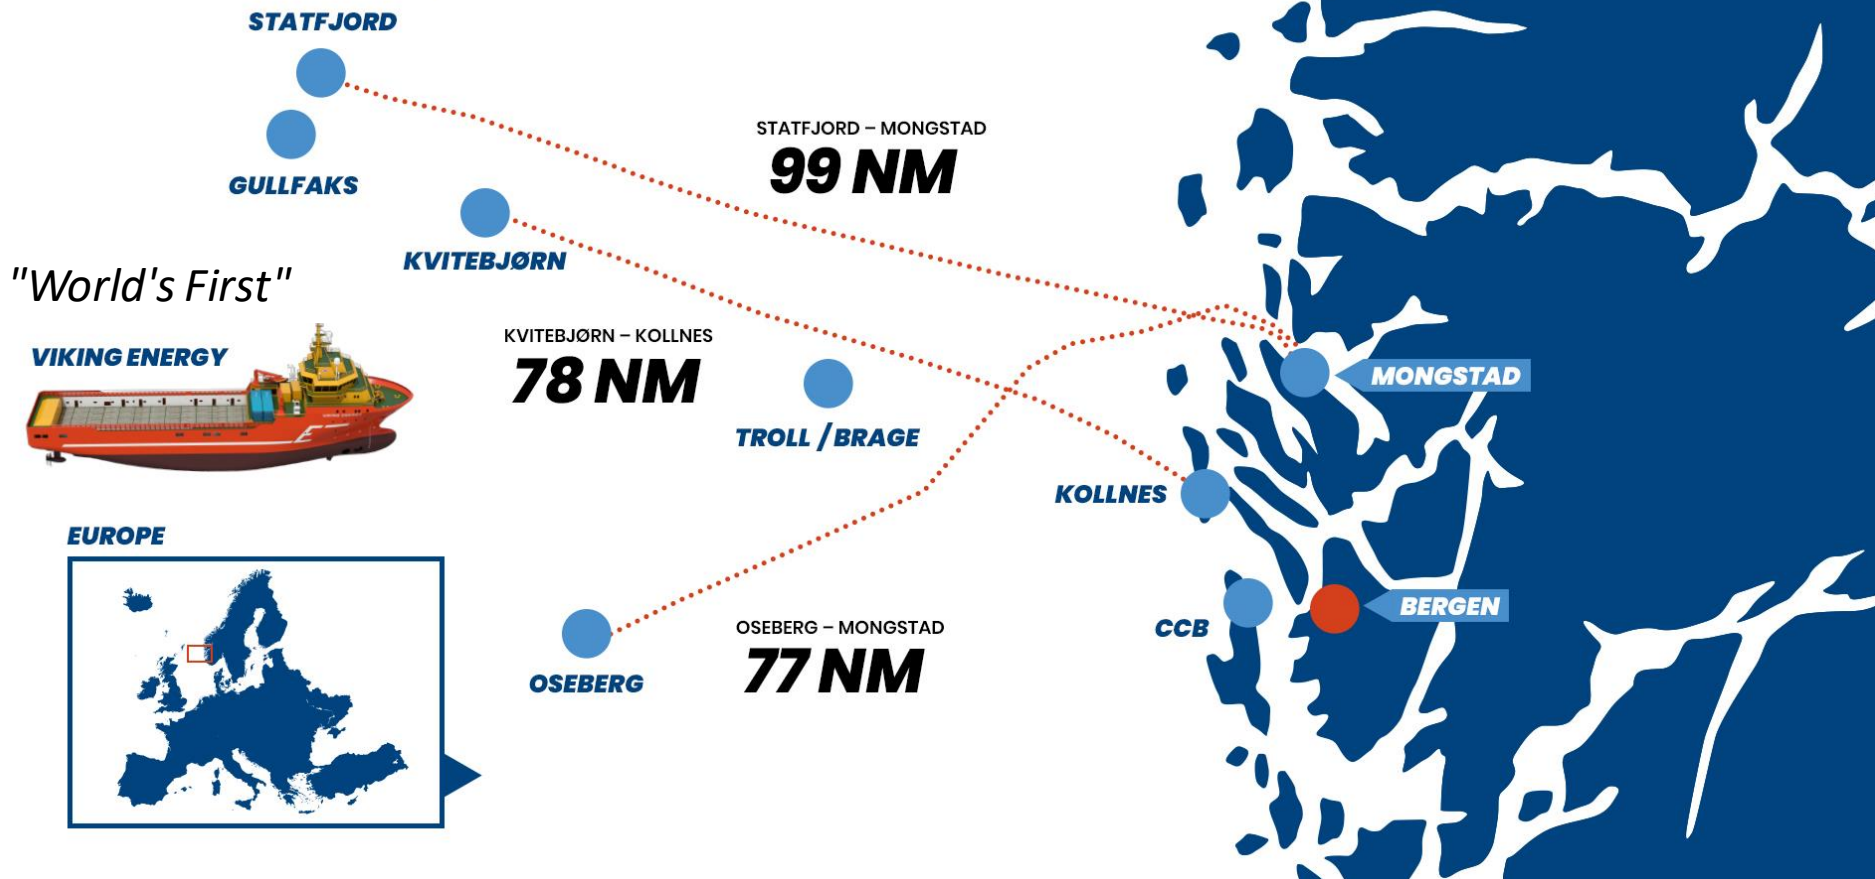 STATFJORD
GULLFAKS
STATFJORD – MONGSTAD
99 NM
KVITEBJØRN
"World's First"
VIKING ENERGY
KVITEBJØRN – KOLLNES
78 NM
TROLL / BRAGE
MONGSTAD
KOLLNES
EUROPE
BERGEN
CCB
OSEBERG – MONGSTAD
77 NM
OSEBERG